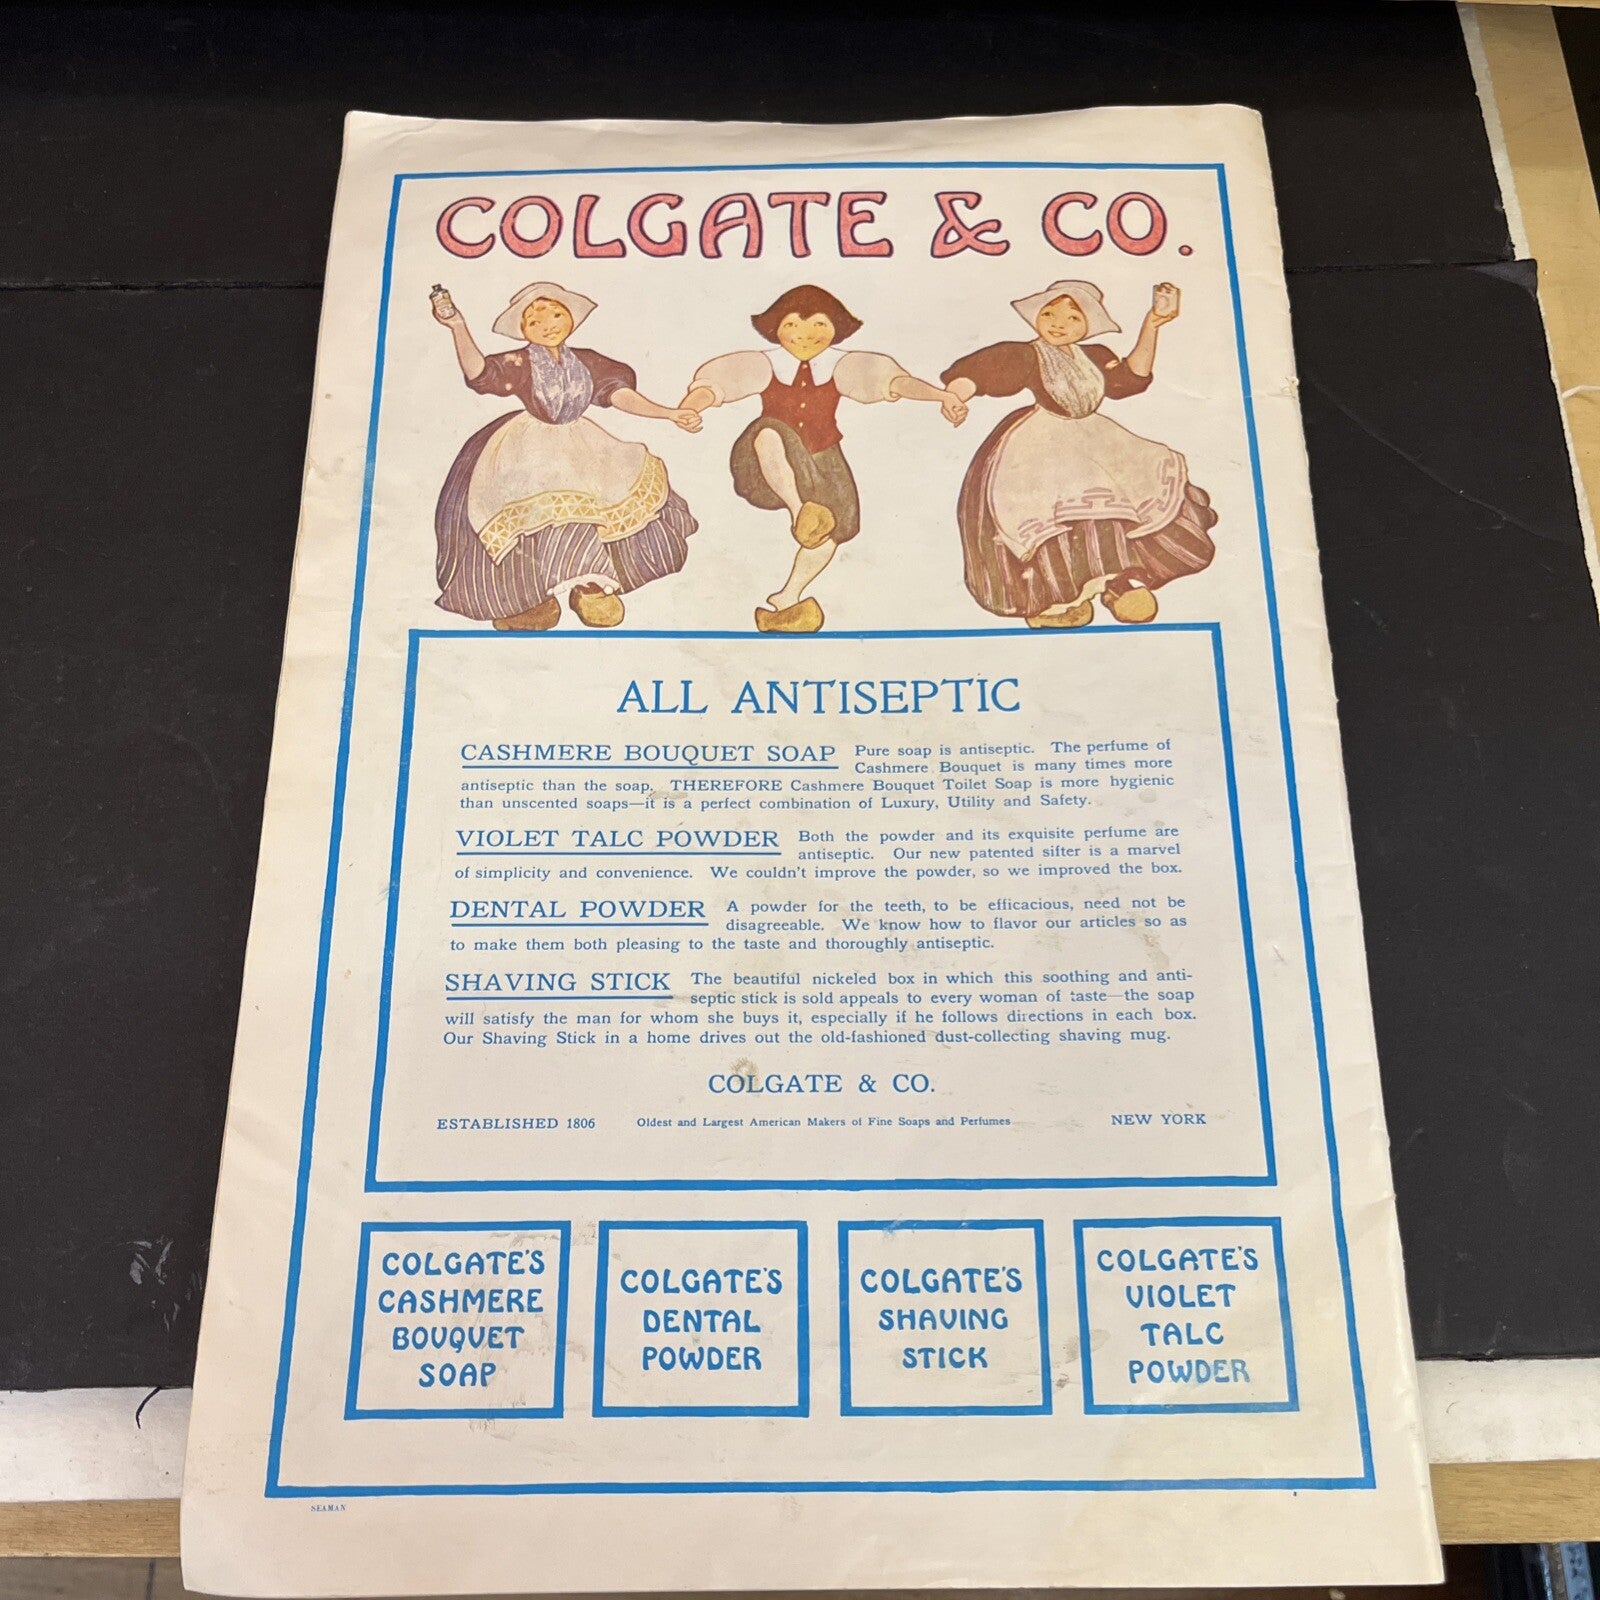 COLGATE & CO.
ALL ANTISEPTIC
CASHMERE BOUQUET SOAP Pure soap is antiseptic. The perfume of
Cashmere Bouquet is many times more
antiseptic than the soap. THEREFORE Cashmere Bouquet Toilet Soap is more hygienic
than unscented soaps—it is a perfect combination of Luxury, Utility and Safety.
VIOLET TALC POWDER Both the powder and its exquisite perfume are
antiseptic. Our new patented sifter is a marvel
of simplicity and convenience. We couldn't improve the powder, so we improved the box.
DENTAL POWDER A powder for the teeth, to be efficacious, need not be
disagreeable. We know how to flavor our articles so as
to make them both pleasing to the taste and thoroughly antiseptic.
SHAVING STICK The beautiful nickeled box in which this soothing and anti-
septic stick is sold appeals to every woman of taste—the soap
will satisfy the man for whom she buys it, especially if he follows directions in each box.
Our Shaving Stick in a home drives out the old-fashioned dust-collecting shaving mug.
COLGATE & CO.
ESTABLISHED 1806 Oldest and Largest American Makers of Fine Soaps and Perfumes NEW YORK
COLGATE'S
CASHMERE
BOUQUET
SOAP
COLGATE'S
DENTAL
POWDER
COLGATE'S
SHAVING
STICK
COLGATE'S
VIOLET
TALC
POWDER
SEAMAN